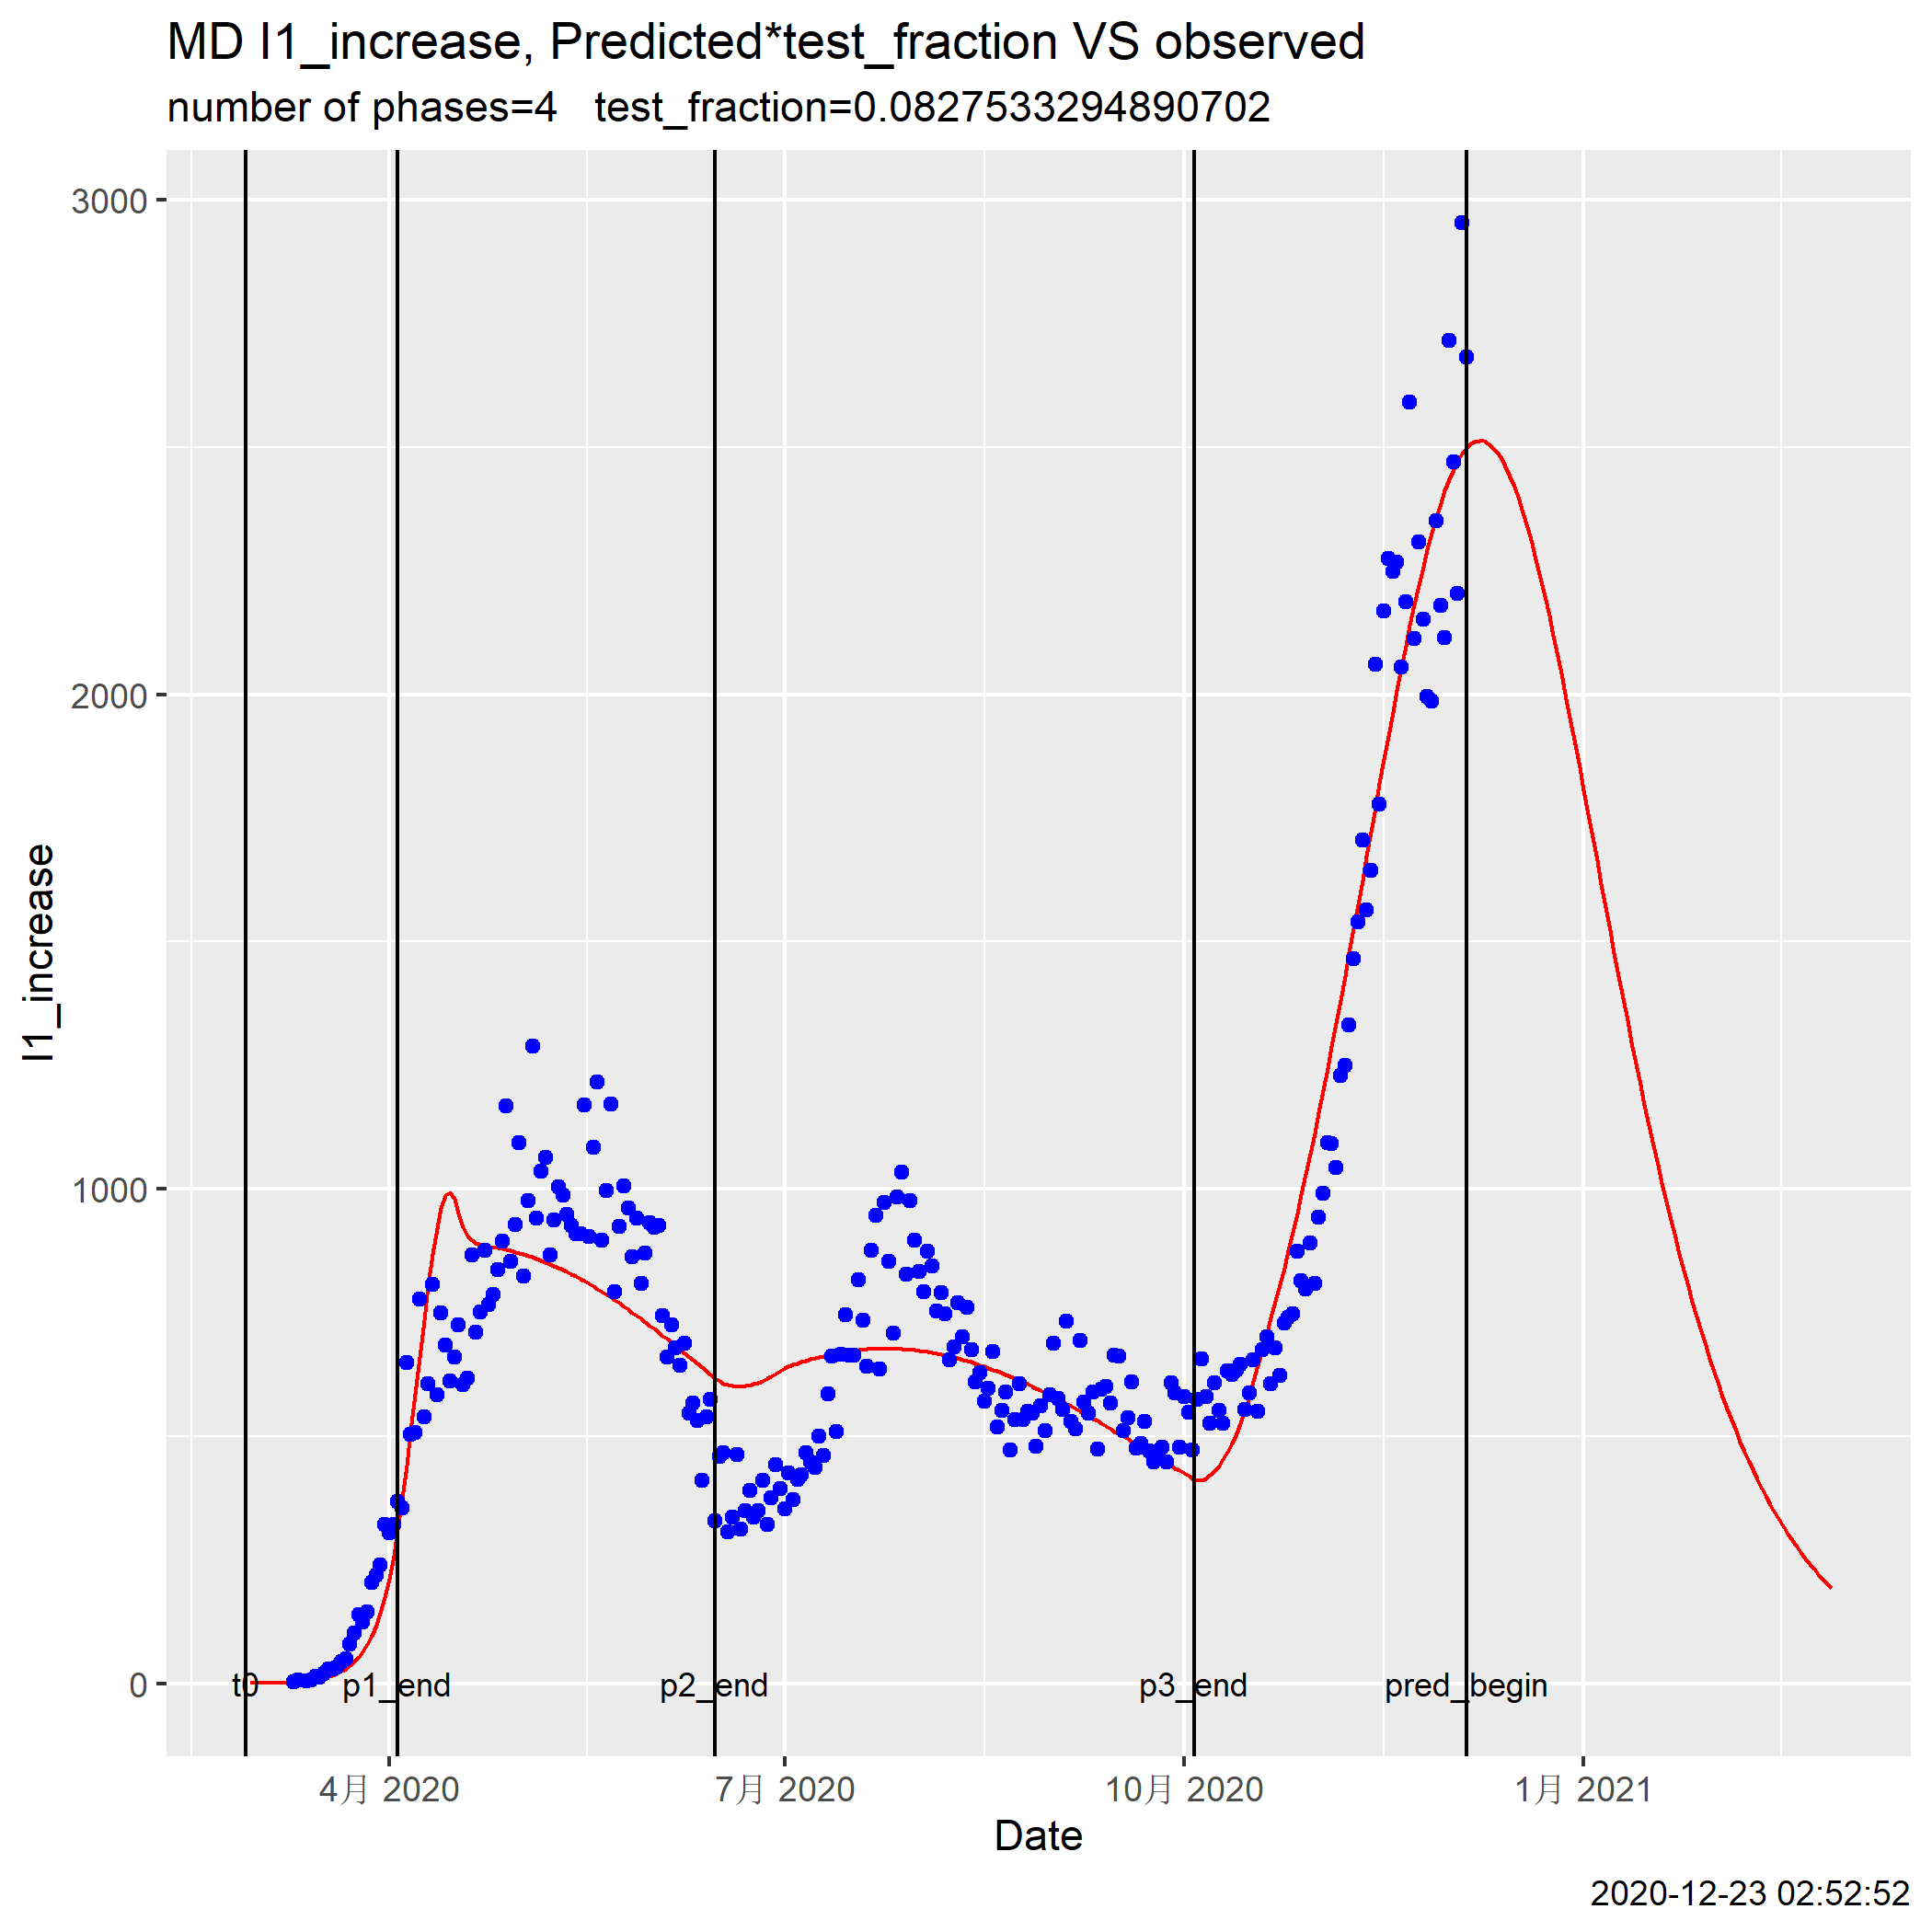 MD I1_increase, Predicted*test_fraction VS observed
number of phases=4   test_fraction=0.0827533294890702
3000
2000
1000
0
I1_increase
t0
p1_end
p2_end
p3_end
pred_begin
4月 2020
7月 2020
10月 2020
1月 2021
Date
2020-12-23 02:52:52